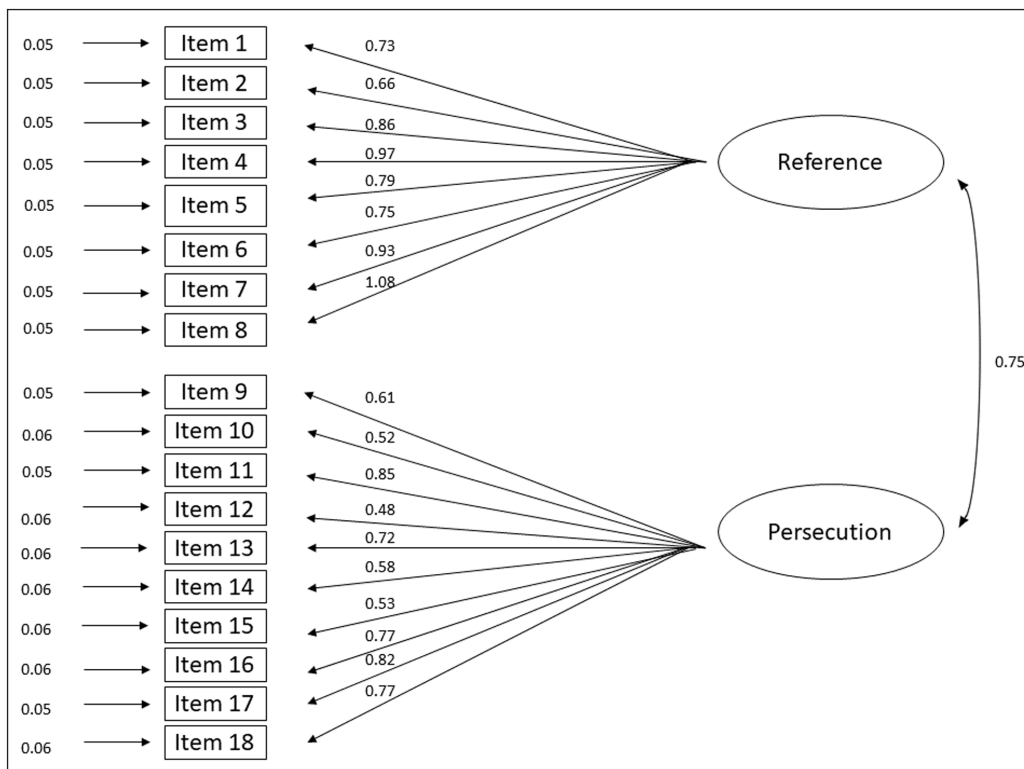 0.05 Item 1 0.73
0.05 Item 2 0.66
0.05 Item 3 0.86
0.05 Item 4 0.97
Reference
0.05 Item 5 0.79
0.05 Item 6 0.75
0.05 Item 7 0.93
0.05 Item 8 1.08
0.75
0.05 Item 9 0.61
0.06 Item 10 0.52
0.05 Item 11 0.85
0.06 Item 12 0.48
Persecution
0.06 Item 13 0.72
0.06 Item 14 0.58
0.06 Item 15 0.53
0.06 Item 16 0.77
0.05 Item 17 0.82
0.06 Item 18 0.77